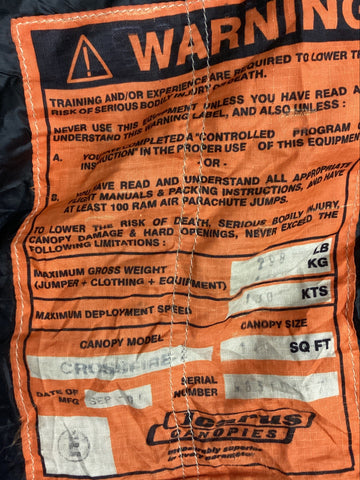 WARNING
TRAINING AND/OR EXPERIENCE ARE REQUIRED TO LOWER THE
RISK OF SERIOUS BODILY INJURY OR DEATH.
NEVER USE THIS EQUIPMENT UNLESS YOU HAVE READ A
UNDERSTAND THIS WARNING LABEL, AND ALSO UNLESS :
A. YOU HAVE COMPLETED A "CONTROLLED PROGRAM O
INSTRUCTION" IN THE PROPER USE OF THIS EQUIPMENT
- OR -
B. YOU HAVE READ AND UNDERSTAND ALL APPROPRIATE
FLIGHT MANUALS & PACKING INSTRUCTIONS, AND HAVE
AT LEAST 100 RAM AIR PARACHUTE JUMPS.
TO LOWER THE RISK OF DEATH, SERIOUS BODILY INJURY,
CANOPY DAMAGE & HARD OPENINGS, NEVER EXCEED THE
FOLLOWING LIMITATIONS :
LB
MAXIMUM GROSS WEIGHT KG
(JUMPER + CLOTHING + EQUIPMENT)
MAXIMUM DEPLOYMENT SPEED KTS
CANOPY MODEL CANOPY SIZE
CROSSFIRE SQ FT
DATE OF SERIAL
MFG SEP NUMBER
Icarus
CANOPIES
immeasurably superior
in every parameter.